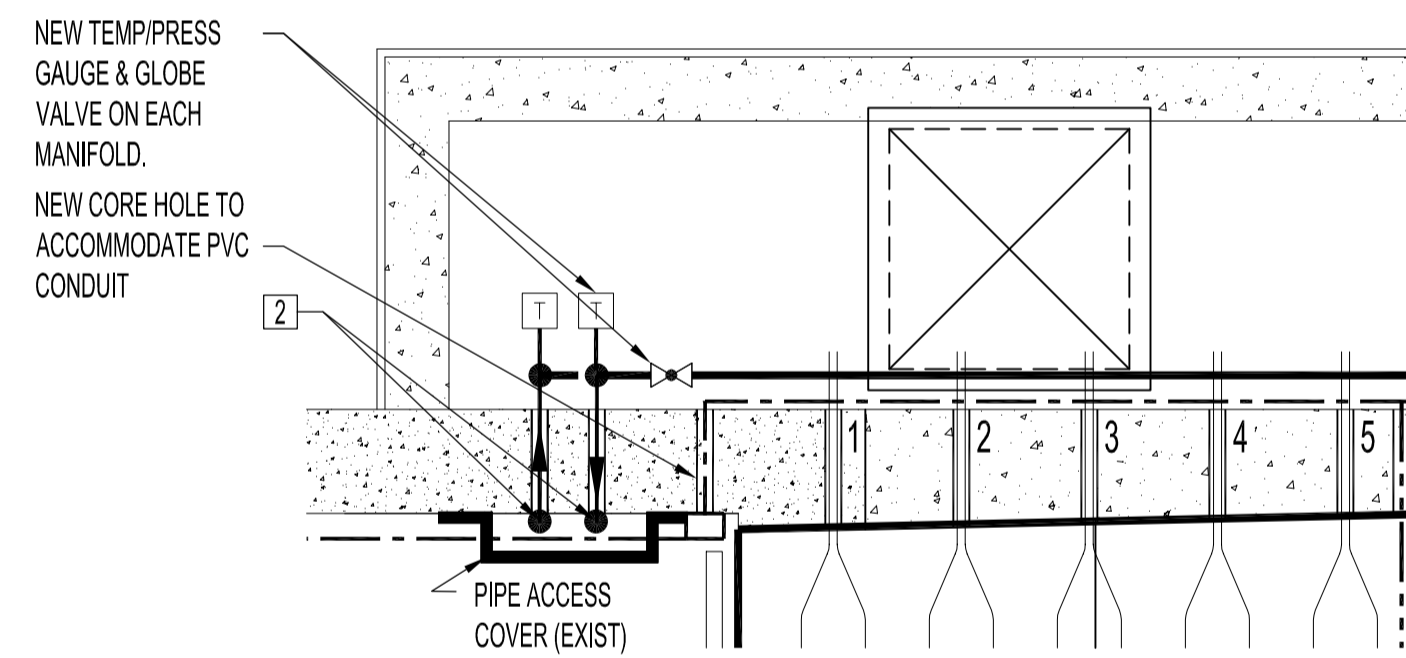 NEW TEMP/PRESS
GAUGE & GLOBE
VALVE ON EACH
MANIFOLD.
NEW CORE HOLE TO
ACCOMMODATE PVC
CONDUIT
2
T T
1 2 3 4 5
PIPE ACCESS
COVER (EXIST)